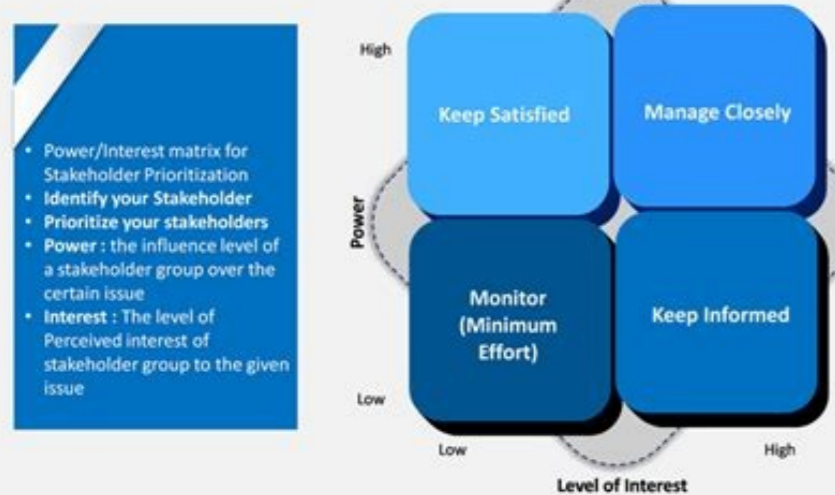 • Power/Interest matrix for
Stakeholder Prioritization
• Identify your Stakeholder
• Prioritize your stakeholders
• Power : the influence level of
a stakeholder group over the
certain issue
• Interest : The level of
Perceived interest of
stakeholder group to the given
issue
High
Keep Satisfied
Manage Closely
Power
Monitor
(Minimum
Effort)
Keep Informed
Low
Low
High
Level of Interest